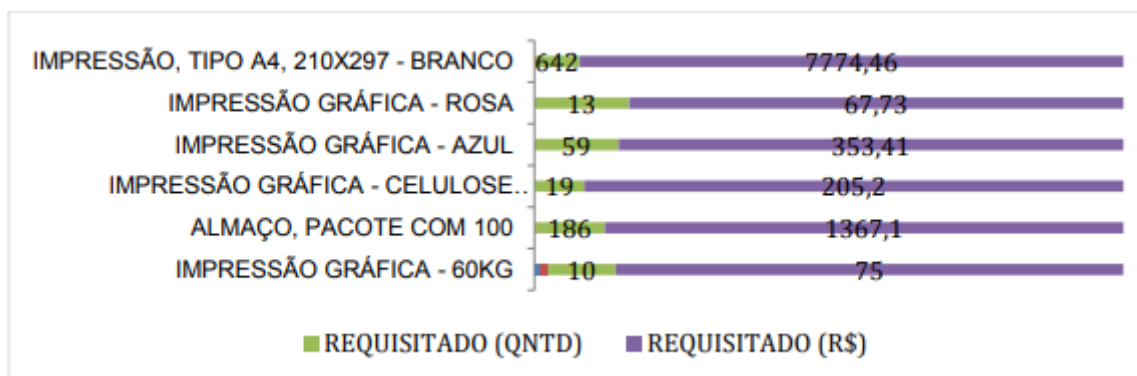 IMPRESSÃO, TIPO A4, 210X297 - BRANCO 642 7774,46
IMPRESSÃO GRÁFICA - ROSA 13 67,73
IMPRESSÃO GRÁFICA - AZUL 59 353,41
IMPRESSÃO GRÁFICA - CELULOSE.. 19 205,2
ALMAÇO, PACOTE COM 100 186 1367,1
IMPRESSÃO GRÁFICA - 60KG 10 75
REQUISITADO (QNTD) REQUISITADO (R$)